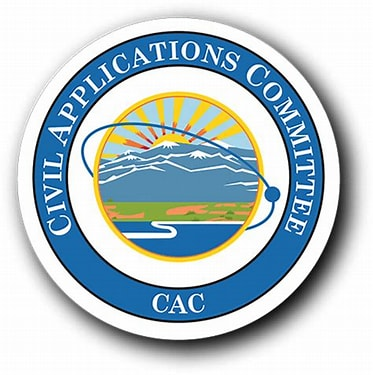 CIVIL APPLICATIONS COMMITTEE
CAC